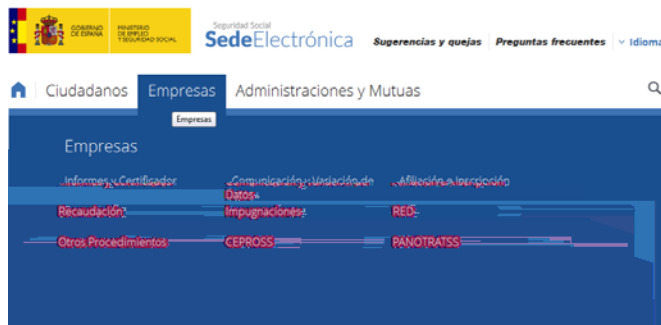 GOBIERNO DE ESPAÑA
MINISTERIO DE EMPLEO Y SEGURIDAD SOCIAL
Seguridad Social
SedeElectrónica
Sugerencias y quejas Preguntas frecuentes Idioma
Ciudadanos Empresas Administraciones y Mutuas
Empresas
Empresas
Informes y Certificados Comunicación y Variación de Datos Afiliación e Inscripción
Recaudación Impugnaciones RED
Otros Procedimientos CEPROSS PANOTRATSS